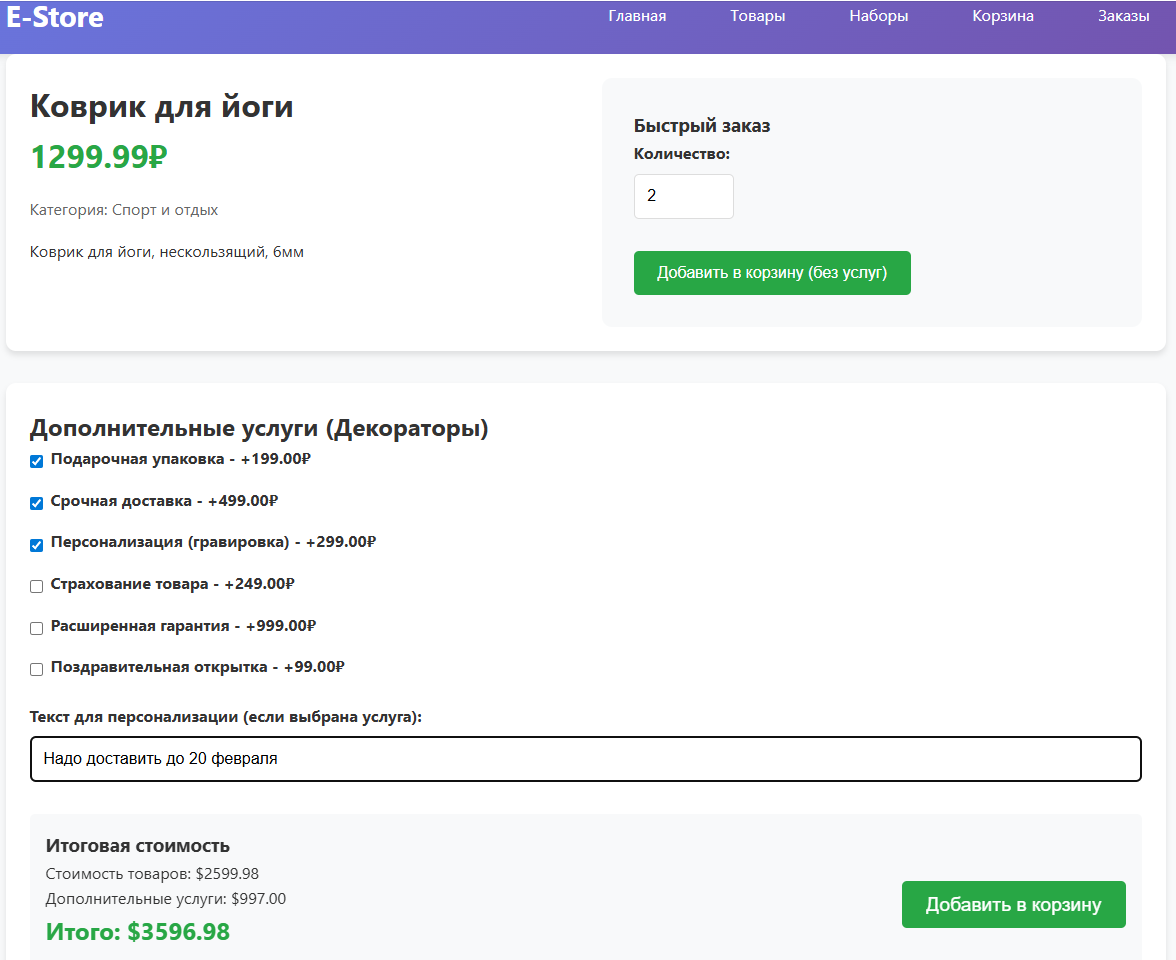 E-Store
Главная Товары Наборы Корзина Заказы
Коврик для йоги
1299.99₽
Категория: Спорт и отдых
Коврик для йоги, нескользящий, 6мм
Быстрый заказ
Количество:
2
Добавить в корзину (без услуг)
Дополнительные услуги (Декораторы)
Подарочная упаковка - +199.00₽
Срочная доставка - +499.00₽
Персонализация (гравировка) - +299.00₽
Страхование товара - +249.00₽
Расширенная гарантия - +999.00₽
Поздравительная открытка - +99.00₽
Текст для персонализации (если выбрана услуга):
Надо доставить до 20 февраля
Итоговая стоимость
Стоимость товаров: $2599.98
Дополнительные услуги: $997.00
Итого: $3596.98
Добавить в корзину